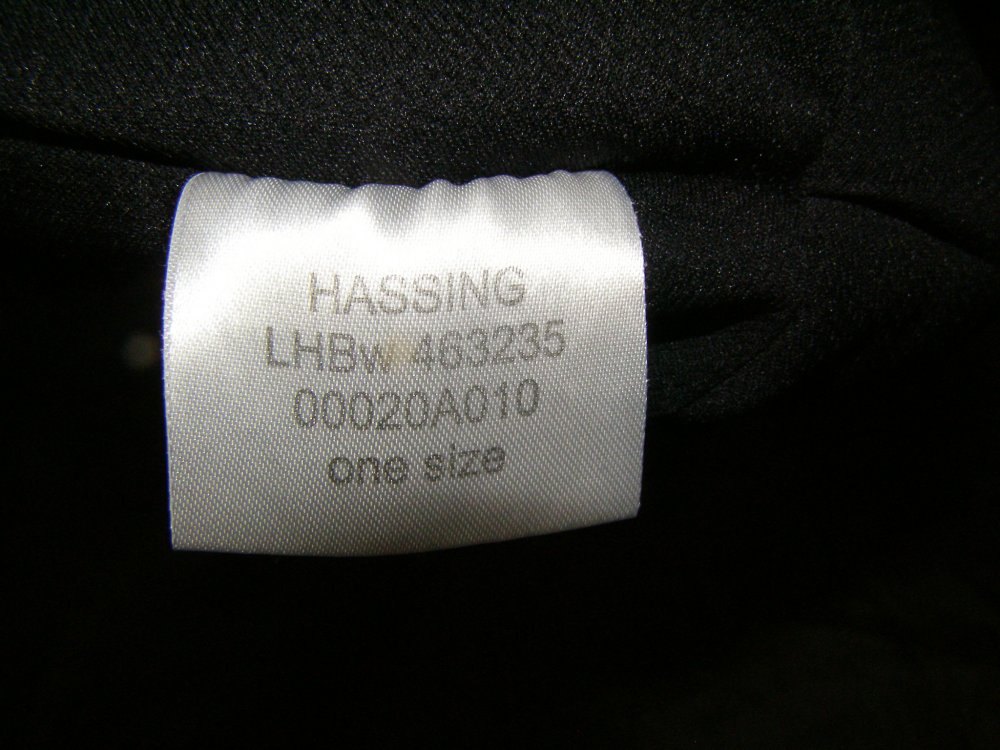 HASSING
LHBw 463235
00020A010
one size